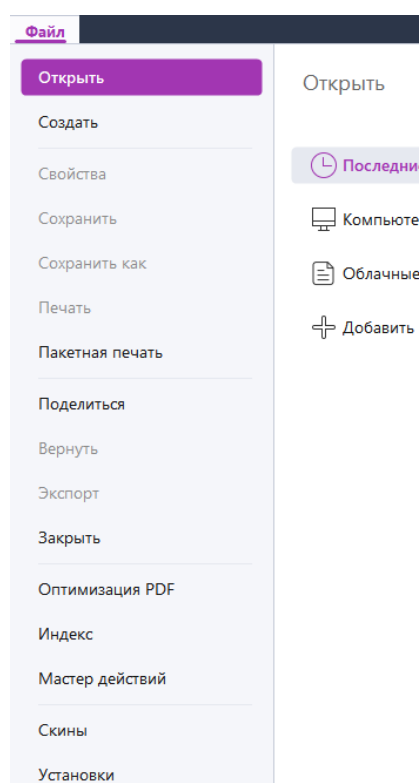 Файл
Открыть
Создать
Свойства
Сохранить
Сохранить как
Печать
Пакетная печать
Поделиться
Вернуть
Экспорт
Закрыть
Оптимизация PDF
Индекс
Мастер действий
Скины
Установки
Открыть
Последни
Компьюте
Облачные
Добавить